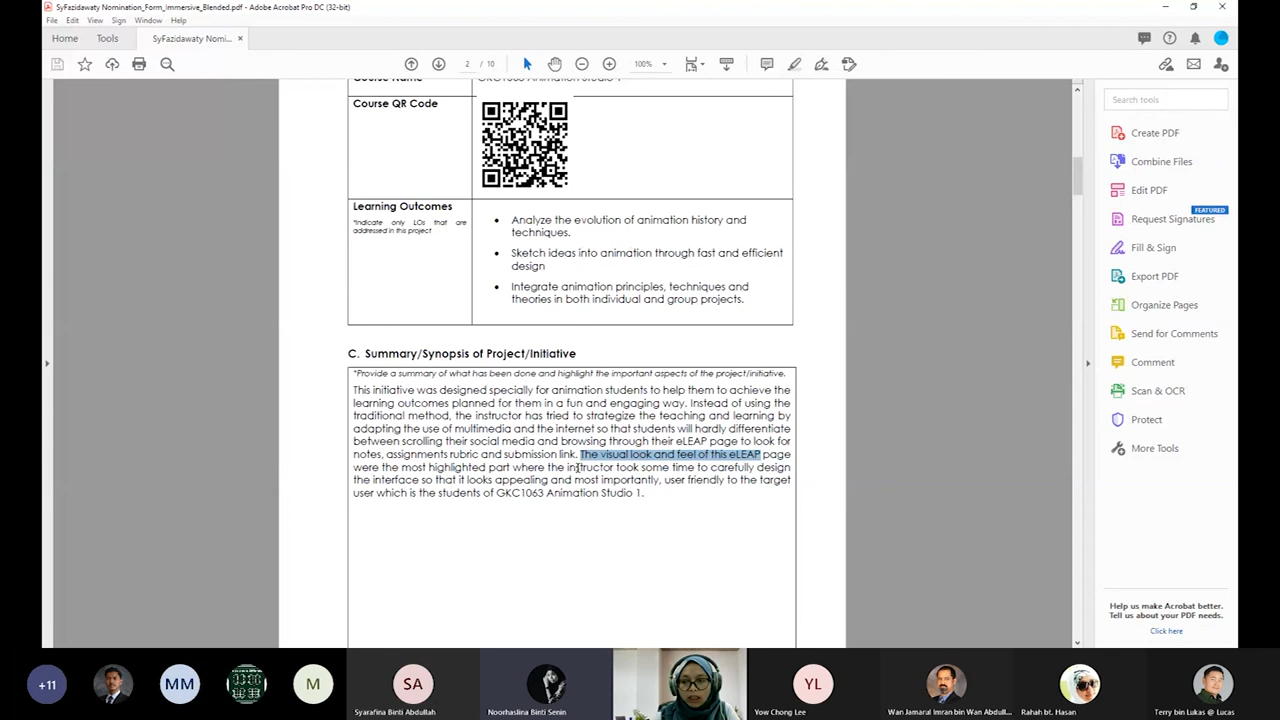 SyFazidawaty Nomination_Form_Immersive_Blended.pdf - Adobe Acrobat Pro DC (32-bit)
File Edit View Sign Window Help
Home Tools SyFazidawaty Nomi... ×
2 / 10 100%
Course Name GKC1063 Animation Studio 1
Course QR Code
Learning Outcomes
*Indicate only LOs that are
addressed in this project
• Analyze the evolution of animation history and
techniques.
• Sketch ideas into animation through fast and efficient
design
• Integrate animation principles, techniques and
theories in both individual and group projects.
C. Summary/Synopsis of Project/Initiative
*Provide a summary of what has been done and highlight the important aspects of the project/initiative.
This initiative was designed specially for animation students to help them to achieve the
learning outcomes planned for them in a fun and engaging way. Instead of using the
traditional method, the instructor has tried to strategize the teaching and learning by
adapting the use of multimedia and the internet so that students will hardly differentiate
between scrolling their social media and browsing through their eLEAP page to look for
notes, assignments rubric and submission link. The visual look and feel of this eLEAP page
were the most highlighted part where the instructor took some time to carefully design
the interface so that it looks appealing and most importantly, user friendly to the target
user which is the students of GKC1063 Animation Studio 1.
Search tools
Create PDF
Combine Files
Edit PDF
FEATURED
Request Signatures
Fill & Sign
Export PDF
Organize Pages
Send for Comments
Comment
Scan & OCR
Protect
More Tools
Help us make Acrobat better.
Tell us about your PDF needs.
Click here
+11 MM M SA YL
Syarafina Binti Abdullah
Noorhaslina Binti Senin
Yow Chong Lee
Wan Jamarul Imran bin Wan Abdull...
Rahah bt. Hasan
Terry bin Lukas @ Lucas